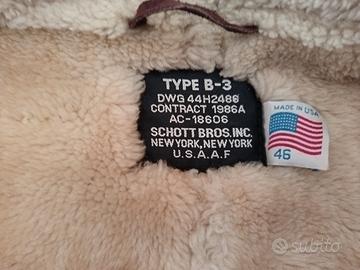 TYPE B-3
DWG 44H2486
CONTRACT 1986A
AC-18606
SCHOTT BROS. INC.
NEW YORK, NEW YORK
U.S.A.A.F
MADE IN USA
46
subito